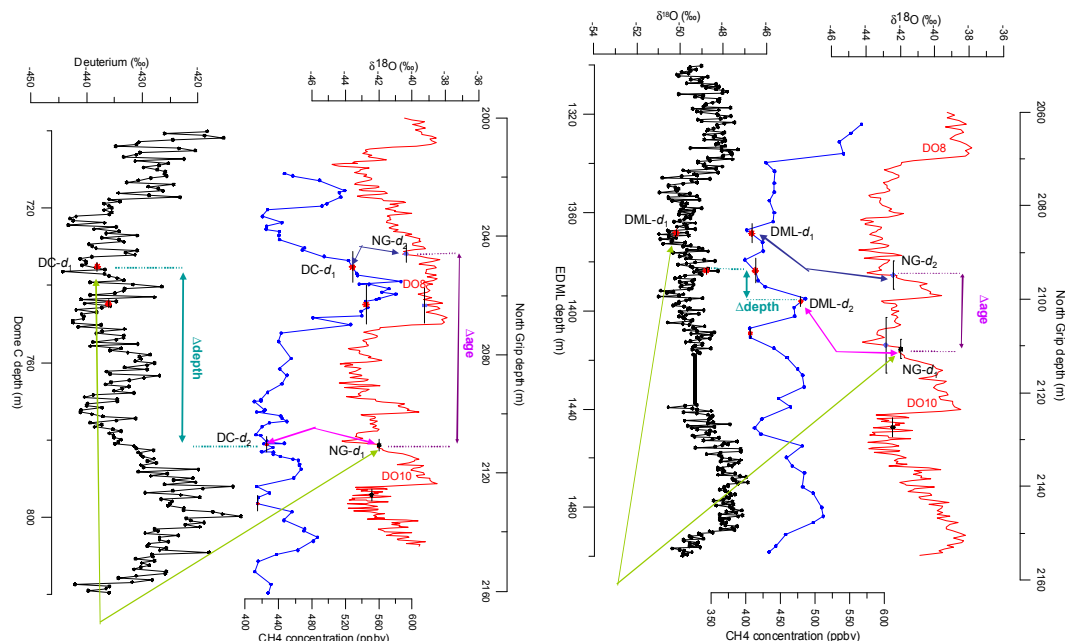 Deuterium (‰)
-450
-440
-430
-420
δ¹⁸O (‰)
-46
-44
-42
-40
-38
Dome C depth (m)
720
760
800
North Grip depth (m)
2000
2040
2080
2120
2160
NG-d₂
DC-d₁
DC-d₁
DO8
Δdepth
Δage
DC-d₂
NG-d₁
DO10
400
440
480
520
560
600
CH4 concentration (ppbv)
δ¹⁸O (‰)
-54
-52
-50
-48
-46
δ¹⁸O (‰)
-46
-44
-42
-40
-38
-36
EDML depth (m)
1320
1360
1400
1440
1480
North Grip depth (m)
2060
2080
2100
2120
2140
2160
DO8
DML-d₁
DML-d₁
NG-d₂
Δdepth
DML-d₂
Δage
NG-d₁
DO10
350
400
450
500
550
600
CH4 concentration (ppbv)